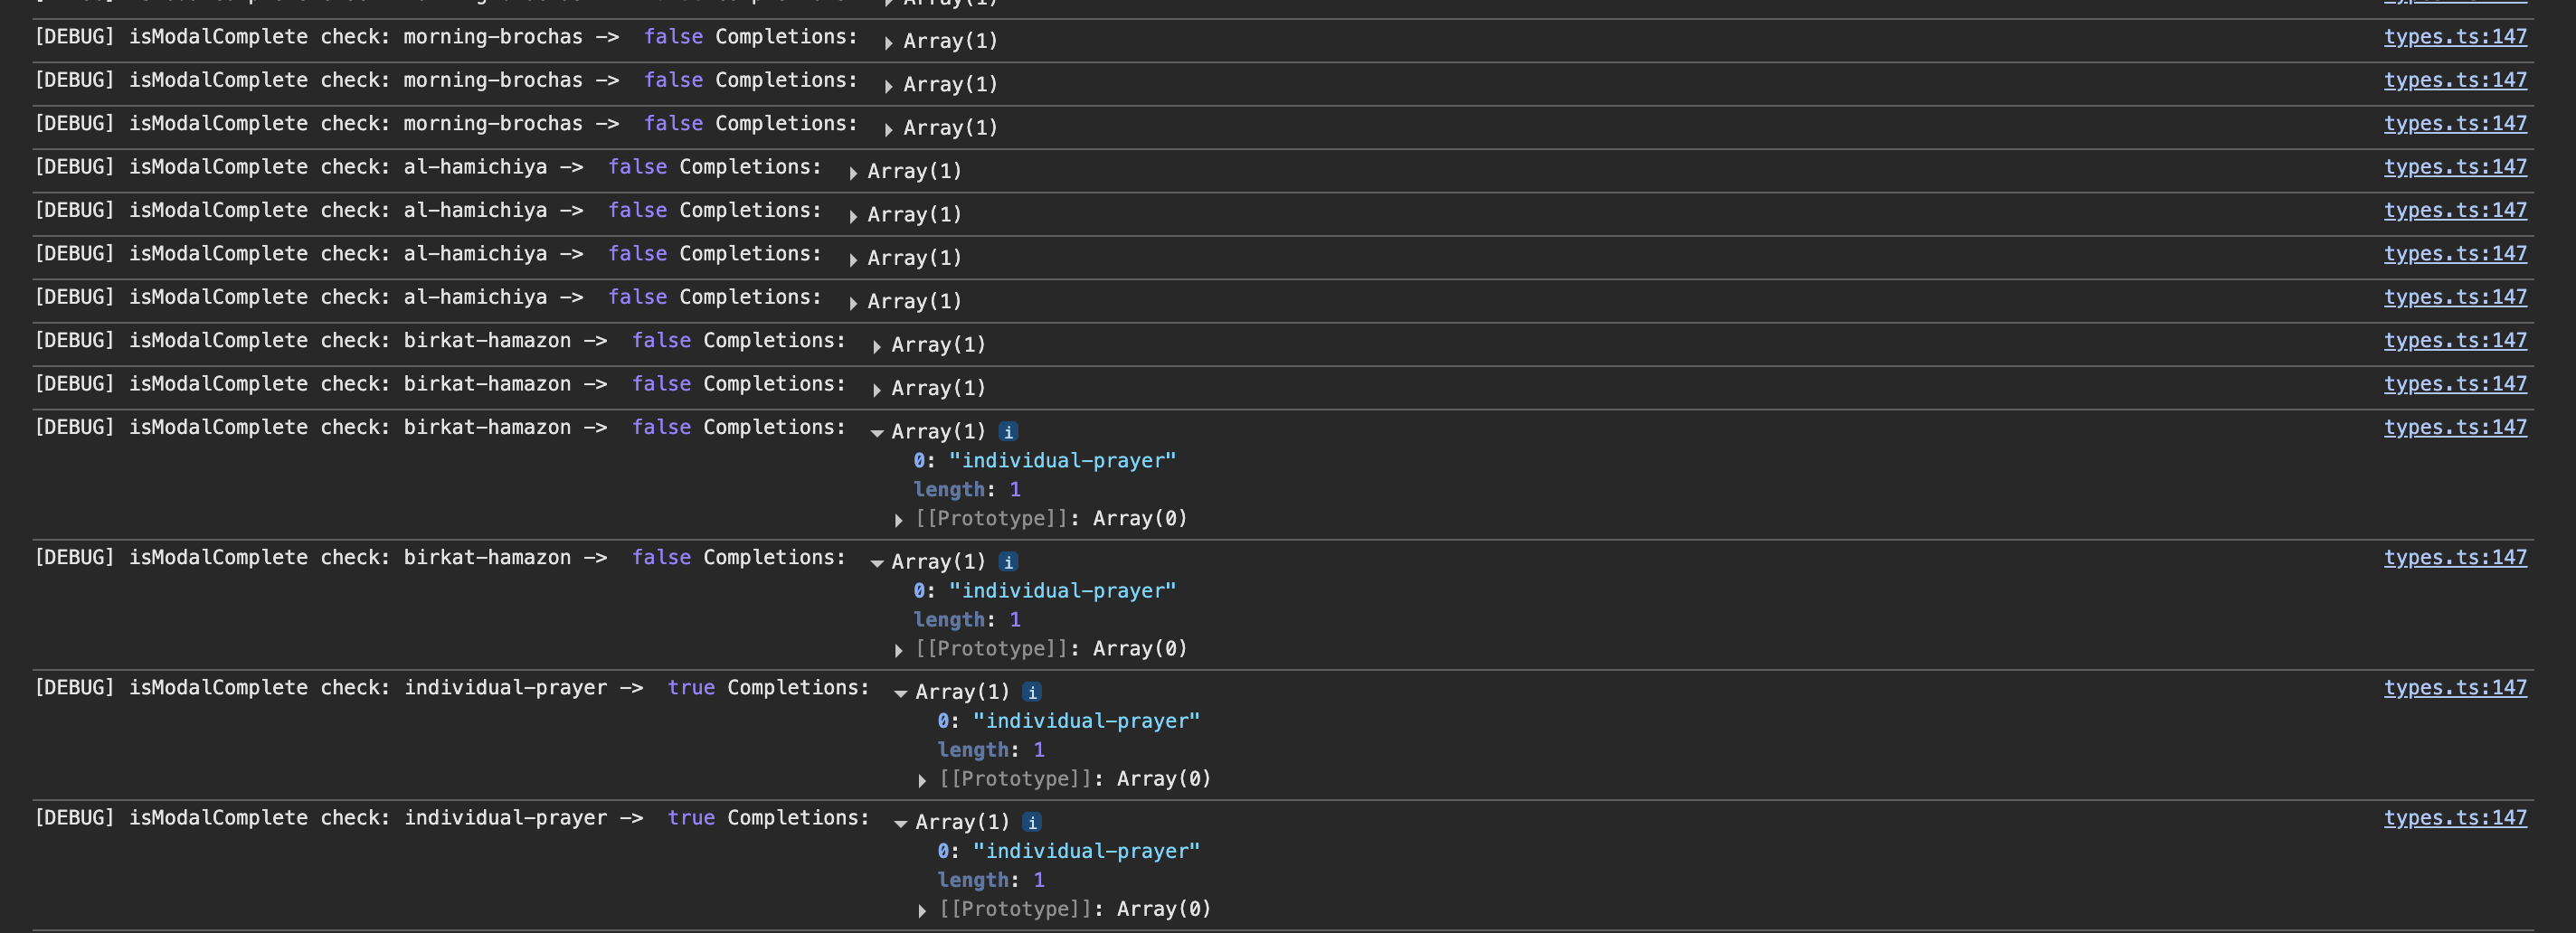 [DEBUG] isModalComplete check: morning-brochas -> false Completions: ▶ Array(1) types.ts:147
[DEBUG] isModalComplete check: morning-brochas -> false Completions: ▶ Array(1) types.ts:147
[DEBUG] isModalComplete check: morning-brochas -> false Completions: ▶ Array(1) types.ts:147
[DEBUG] isModalComplete check: al-hamichiya -> false Completions: ▶ Array(1) types.ts:147
[DEBUG] isModalComplete check: al-hamichiya -> false Completions: ▶ Array(1) types.ts:147
[DEBUG] isModalComplete check: al-hamichiya -> false Completions: ▶ Array(1) types.ts:147
[DEBUG] isModalComplete check: al-hamichiya -> false Completions: ▶ Array(1) types.ts:147
[DEBUG] isModalComplete check: birkat-hamazon -> false Completions: ▶ Array(1) types.ts:147
[DEBUG] isModalComplete check: birkat-hamazon -> false Completions: ▶ Array(1) types.ts:147
[DEBUG] isModalComplete check: birkat-hamazon -> false Completions: ▼ Array(1) i types.ts:147
0: "individual-prayer"
length: 1
▶ [[Prototype]]: Array(0)
[DEBUG] isModalComplete check: birkat-hamazon -> false Completions: ▼ Array(1) i types.ts:147
0: "individual-prayer"
length: 1
▶ [[Prototype]]: Array(0)
[DEBUG] isModalComplete check: individual-prayer -> true Completions: ▼ Array(1) i types.ts:147
0: "individual-prayer"
length: 1
▶ [[Prototype]]: Array(0)
[DEBUG] isModalComplete check: individual-prayer -> true Completions: ▼ Array(1) i types.ts:147
0: "individual-prayer"
length: 1
▶ [[Prototype]]: Array(0)